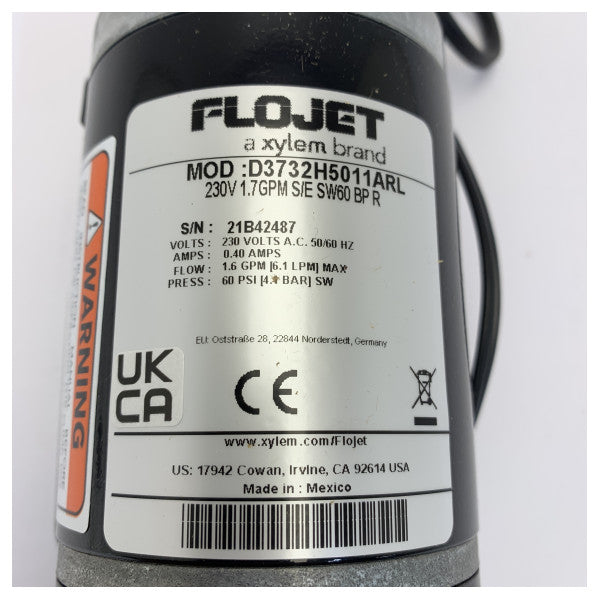 FLOJET
a xylem brand
MOD :D3732H5011ARL
230V 1.7GPM S/E SW60 BP R
S/N : 21B42487
VOLTS : 230 VOLTS A.C. 50/60 HZ
AMPS : 0.40 AMPS
FLOW : 1.6 GPM [6.1 LPM] MAX
PRESS : 60 PSI [4.1 BAR] SW
EU: Oststraße 28, 22844 Norderstedt, Germany
UK
CA
CE
www.xylem.com/Flojet
US: 17942 Cowan, Irvine, CA 92614 USA
Made in : Mexico
WARNING